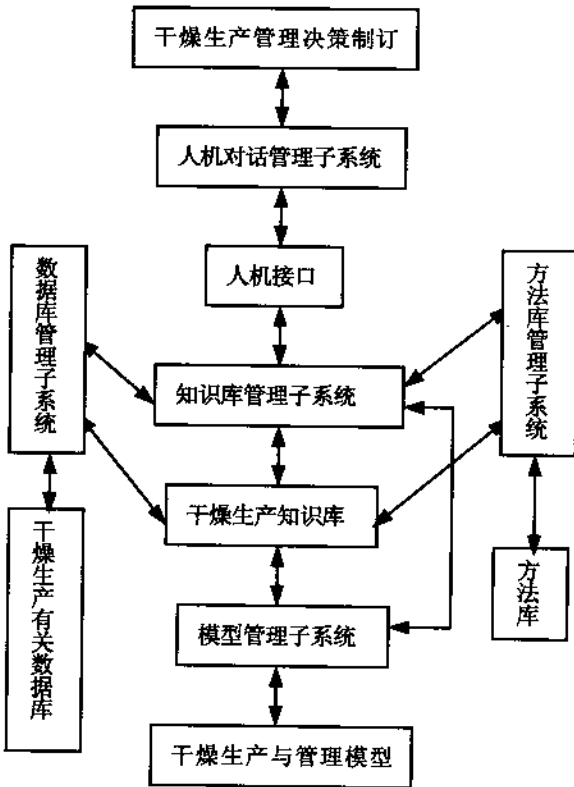 干燥生产管理决策制订
人机对话管理子系统
人机接口
数据库管理子系统
方法库管理子系统
知识库管理子系统
干燥生产知识库
干燥生产有关数据库
方法库
模型管理子系统
干燥生产与管理模型